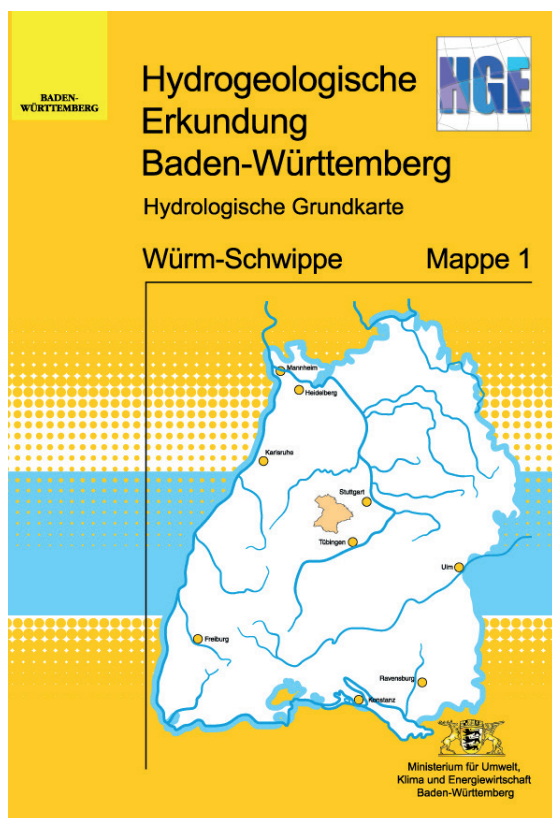 BADEN-
WÜRTTEMBERG
HGE
Hydrogeologische
Erkundung
Baden-Württemberg
Hydrologische Grundkarte
Würm-Schwippe Mappe 1
Mannheim
Heidelberg
Karlsruhe
Stuttgart
Tübingen
Ulm
Freiburg
Ravensburg
Konstanz
Ministerium für Umwelt,
Klima und Energiewirtschaft
Baden-Württemberg